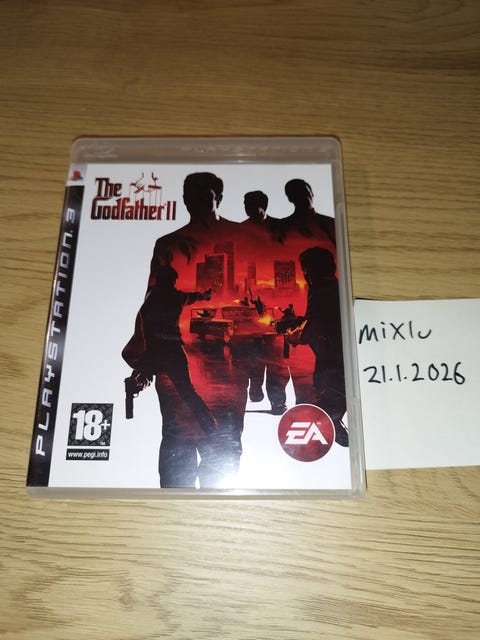 PLAYSTATION 3
The
Godfather II
18+
www.pegi.info
EA
mixlu
21.1.2026